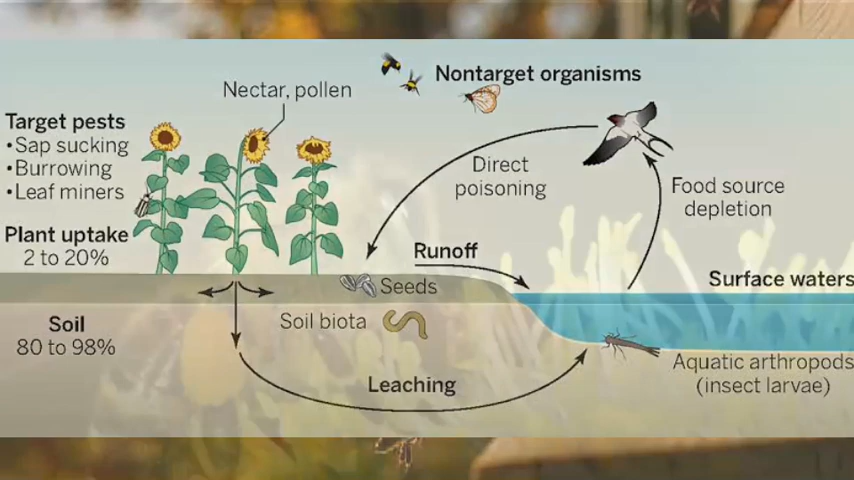 Nontarget organisms
Nectar, pollen
Target pests
•Sap sucking
•Burrowing
•Leaf miners
Direct
poisoning
Food source
depletion
Plant uptake
2 to 20%
Runoff
Surface waters
Seeds
Soil
80 to 98%
Soil biota
Leaching
Aquatic arthropods
(insect larvae)